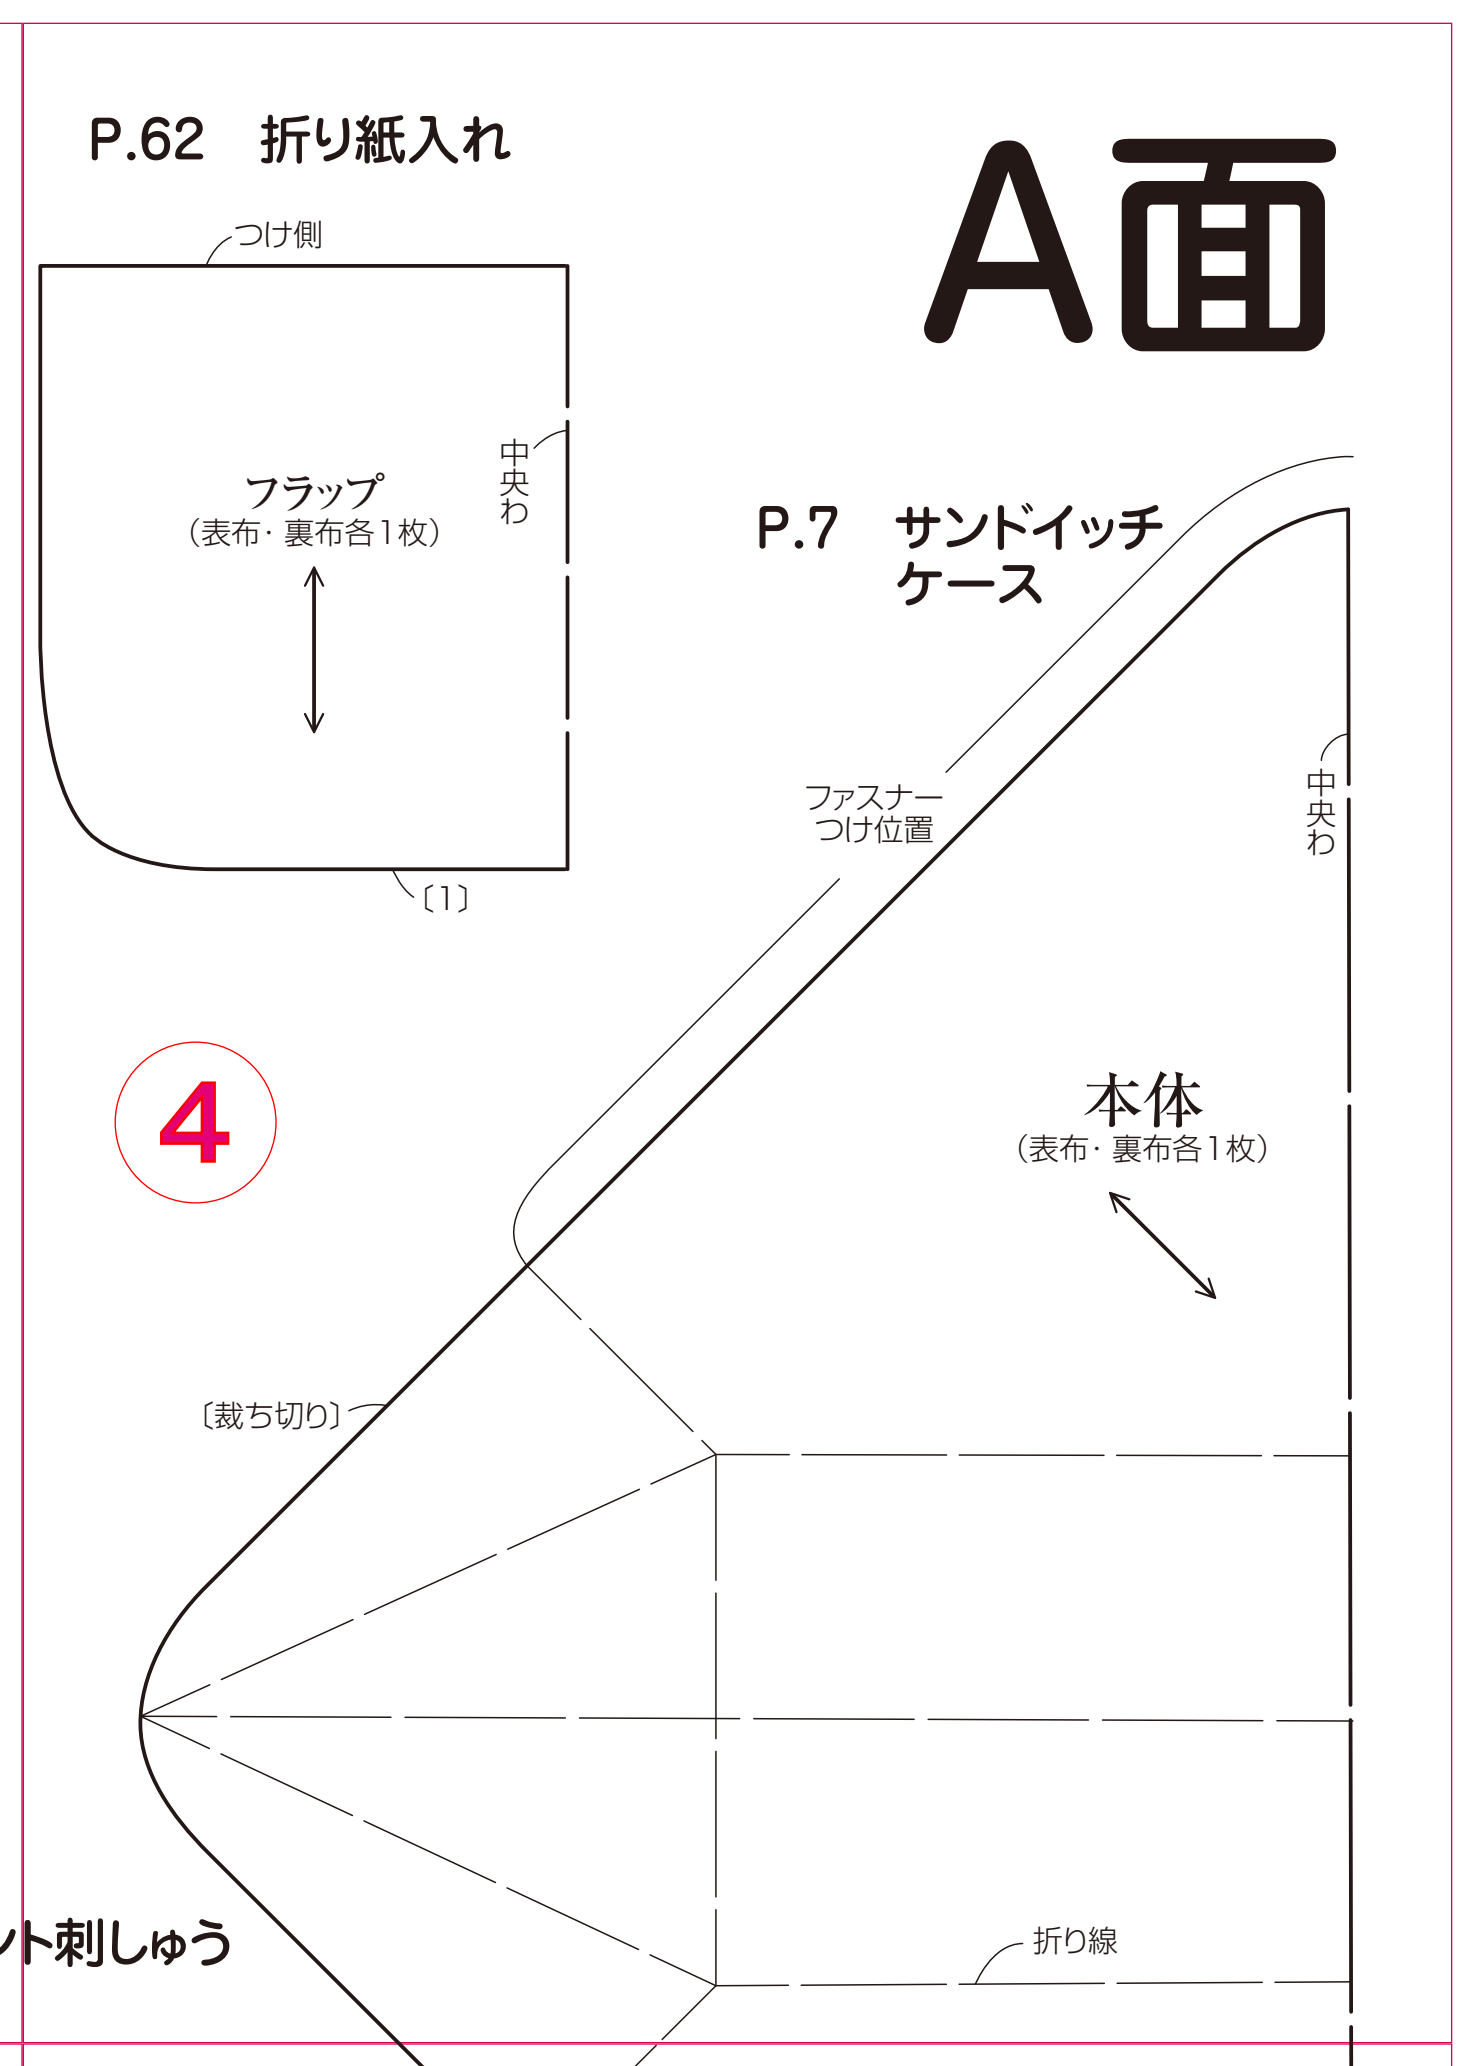 P.62　折り紙入れ
A面
つけ側
中央わ
フラップ
（表布・裏布各1枚）
〔1〕
P.7　サンドイッチ
ケース
ファスナー
つけ位置
中央わ
4
本体
（表布・裏布各1枚）
〔裁ち切り〕
ント刺しゅう
折り線